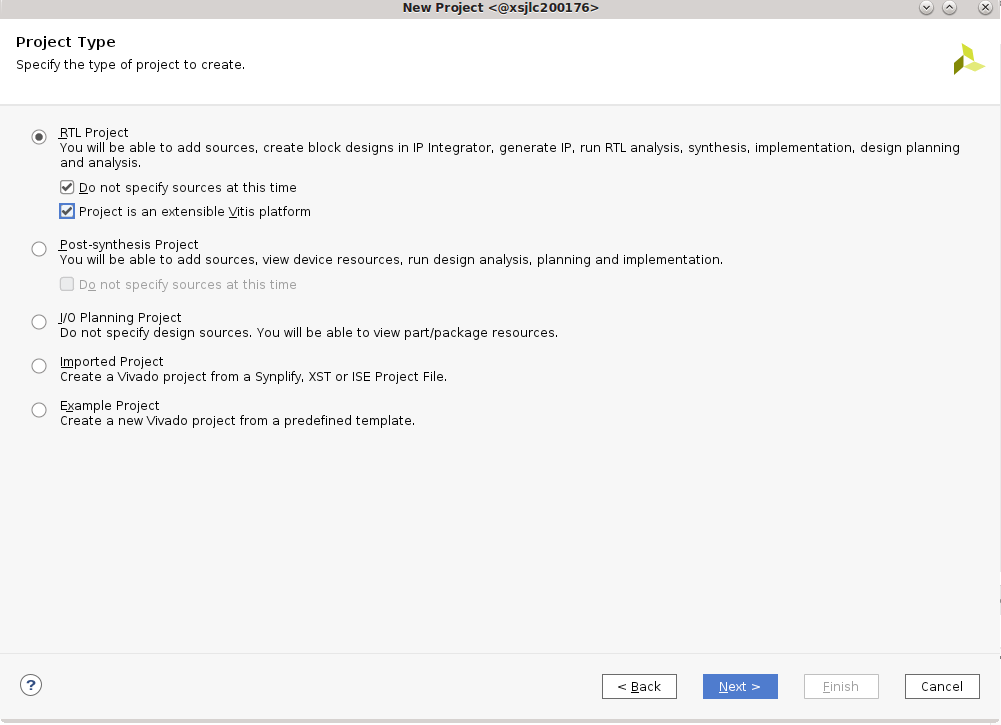 New Project <@xsjlc200176>
Project Type
Specify the type of project to create.
RTL Project
You will be able to add sources, create block designs in IP Integrator, generate IP, run RTL analysis, synthesis, implementation, design planning
and analysis.
Do not specify sources at this time
Project is an extensible Vitis platform
Post-synthesis Project
You will be able to add sources, view device resources, run design analysis, planning and implementation.
Do not specify sources at this time
I/O Planning Project
Do not specify design sources. You will be able to view part/package resources.
Imported Project
Create a Vivado project from a Synplify, XST or ISE Project File.
Example Project
Create a new Vivado project from a predefined template.
? < Back Next > Finish Cancel